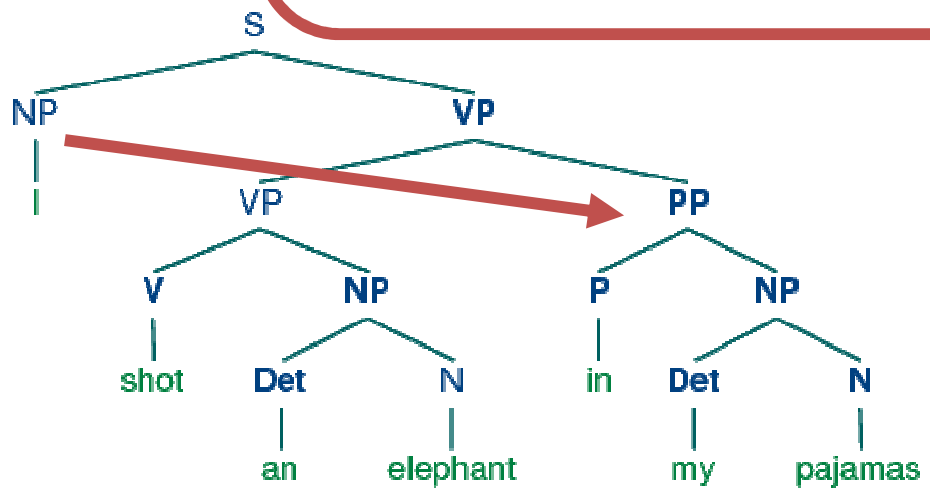 S
NP VP
I VP PP
V NP P NP
shot Det N in Det N
an elephant my pajamas